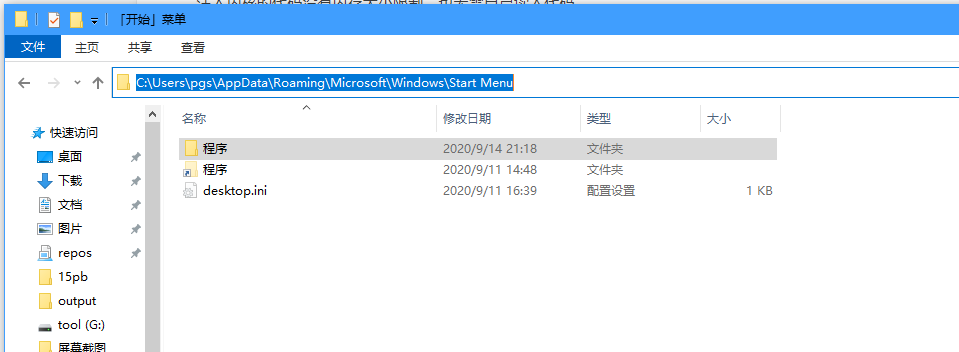 「开始」菜单
文件 主页 共享 查看
C:\Users\pgs\AppData\Roaming\Microsoft\Windows\Start Menu
名称 修改日期 类型 大小
快速访问
桌面
下载
文档
图片
repos
15pb
output
tool (G:)
屏幕截图
程序 2020/9/14 21:18 文件夹
程序 2020/9/11 14:48 文件夹
desktop.ini 2020/9/11 16:39 配置设置 1 KB